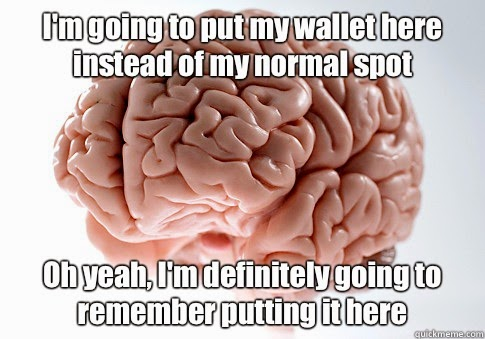 I'm going to put my wallet here
instead of my normal spot
Oh yeah, I'm definitely going to
remember putting it here
quickmeme.com